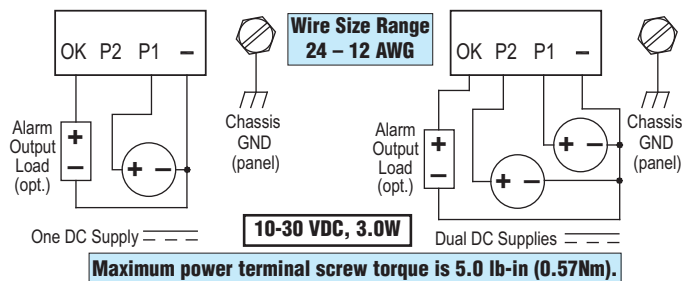 OK P2 P1 –
Alarm
Output
Load
(opt.)
+
–
+ –
Chassis
GND
(panel)
One DC Supply
Wire Size Range
24 – 12 AWG
10-30 VDC, 3.0W
OK P2 P1 –
Alarm
Output
Load
(opt.)
+
–
+ –
+ –
Chassis
GND
(panel)
Dual DC Supplies
Maximum power terminal screw torque is 5.0 lb-in (0.57Nm).